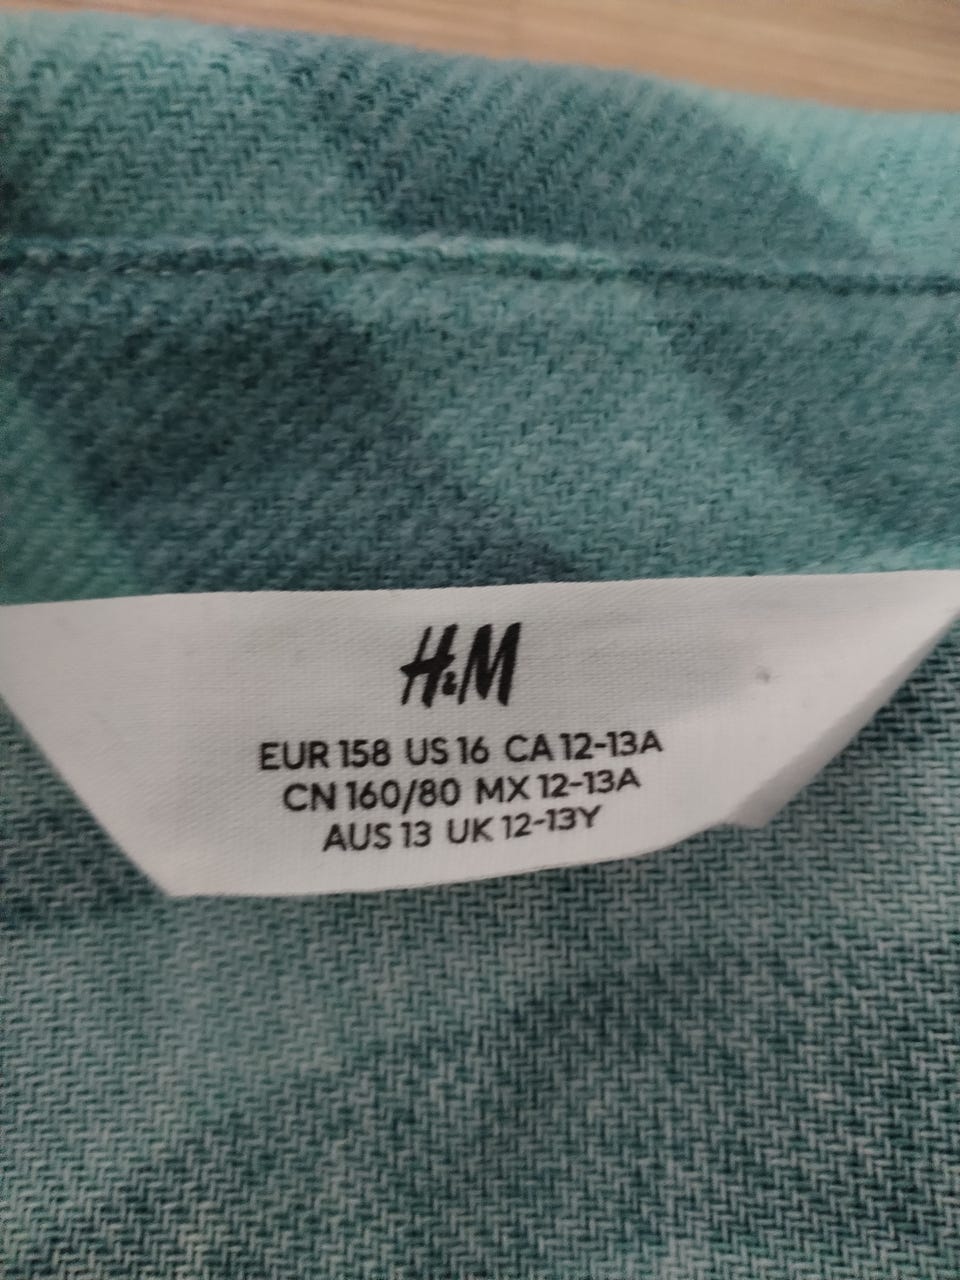 H&M
EUR 158 US 16 CA 12-13A
CN 160/80 MX 12-13A
AUS 13 UK 12-13Y